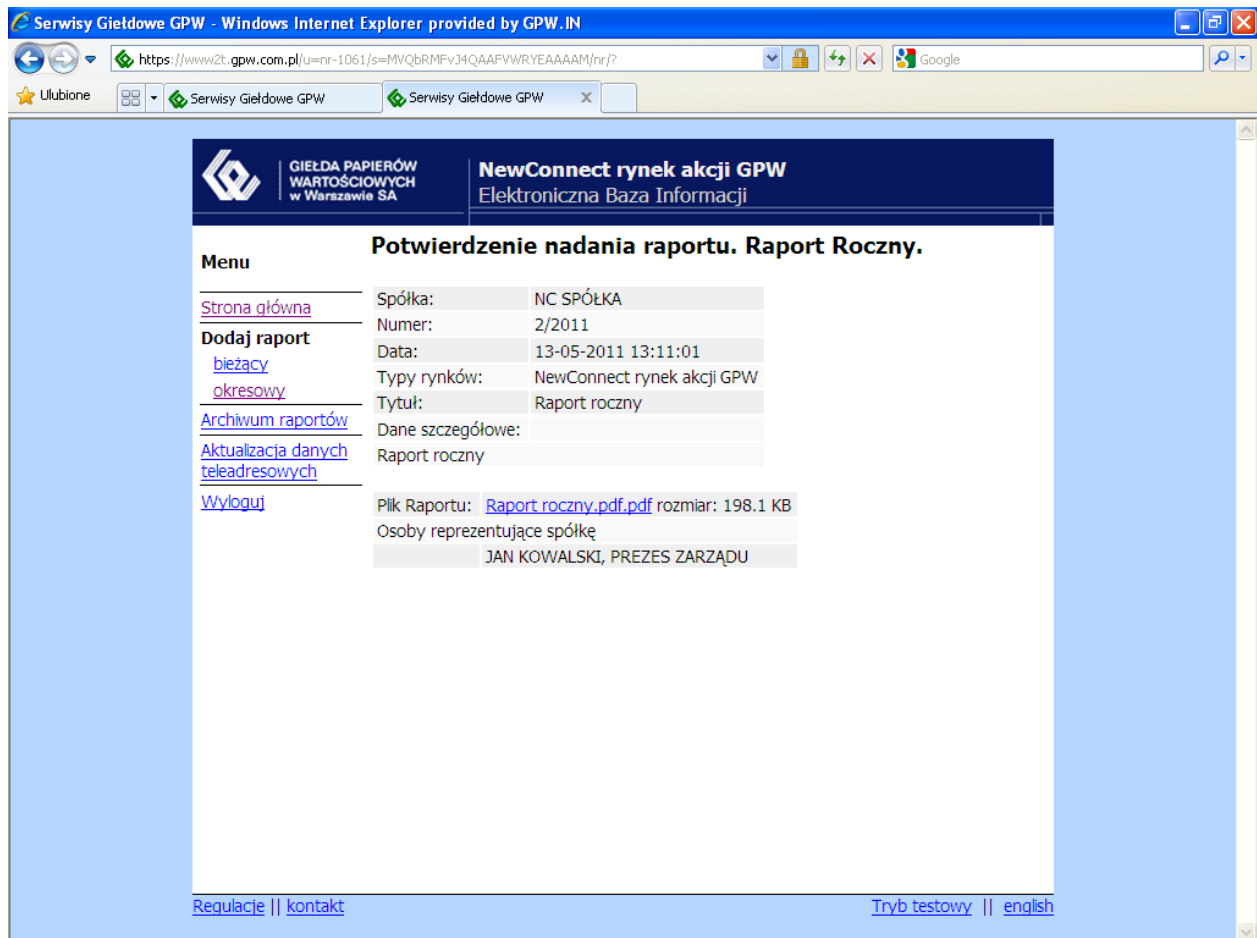 Serwisy Giełdowe GPW - Windows Internet Explorer provided by GPW.IN
https://www2t.gpw.com.pl/u=nr-1061/s=MVQbRMFvJ4QAAFVWRYEAAAAM/nr/?
Google
Ulubione
Serwisy Giełdowe GPW
Serwisy Giełdowe GPW
GIEŁDA PAPIERÓW
WARTOŚCIOWYCH
w Warszawie SA
NewConnect rynek akcji GPW
Elektroniczna Baza Informacji
Menu
Strona główna
Dodaj raport
bieżący
okresowy
Archiwum raportów
Aktualizacja danych
teleadresowych
Wyloguj
Potwierdzenie nadania raportu. Raport Roczny.
Spółka: NC SPÓŁKA
Numer: 2/2011
Data: 13-05-2011 13:11:01
Typy rynków: NewConnect rynek akcji GPW
Tytuł: Raport roczny
Dane szczegółowe:
Raport roczny
Plik Raportu: Raport roczny.pdf.pdf rozmiar: 198.1 KB
Osoby reprezentujące spółkę
JAN KOWALSKI, PREZES ZARZĄDU
Regulacje || kontakt
Tryb testowy || english